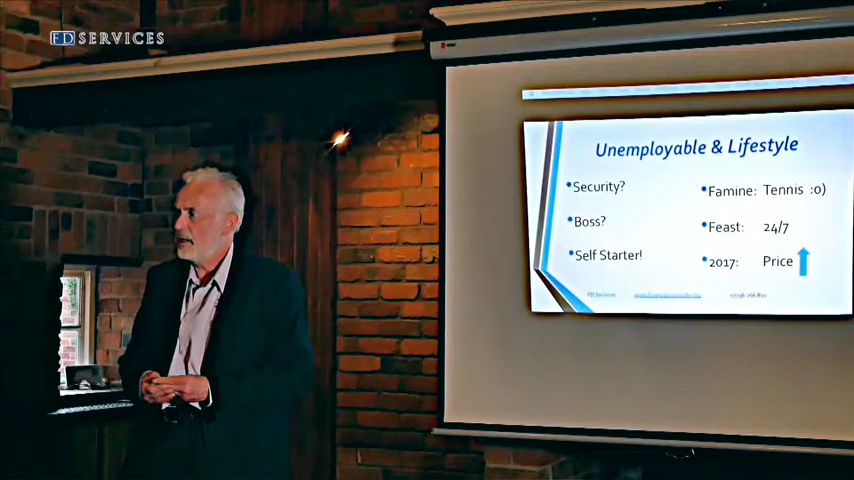 FD SERVICES
Unemployable & Lifestyle
•Security?
•Boss?
•Self Starter!
•Famine: Tennis :o)
•Feast: 24/7
•2017: Price
FD Services